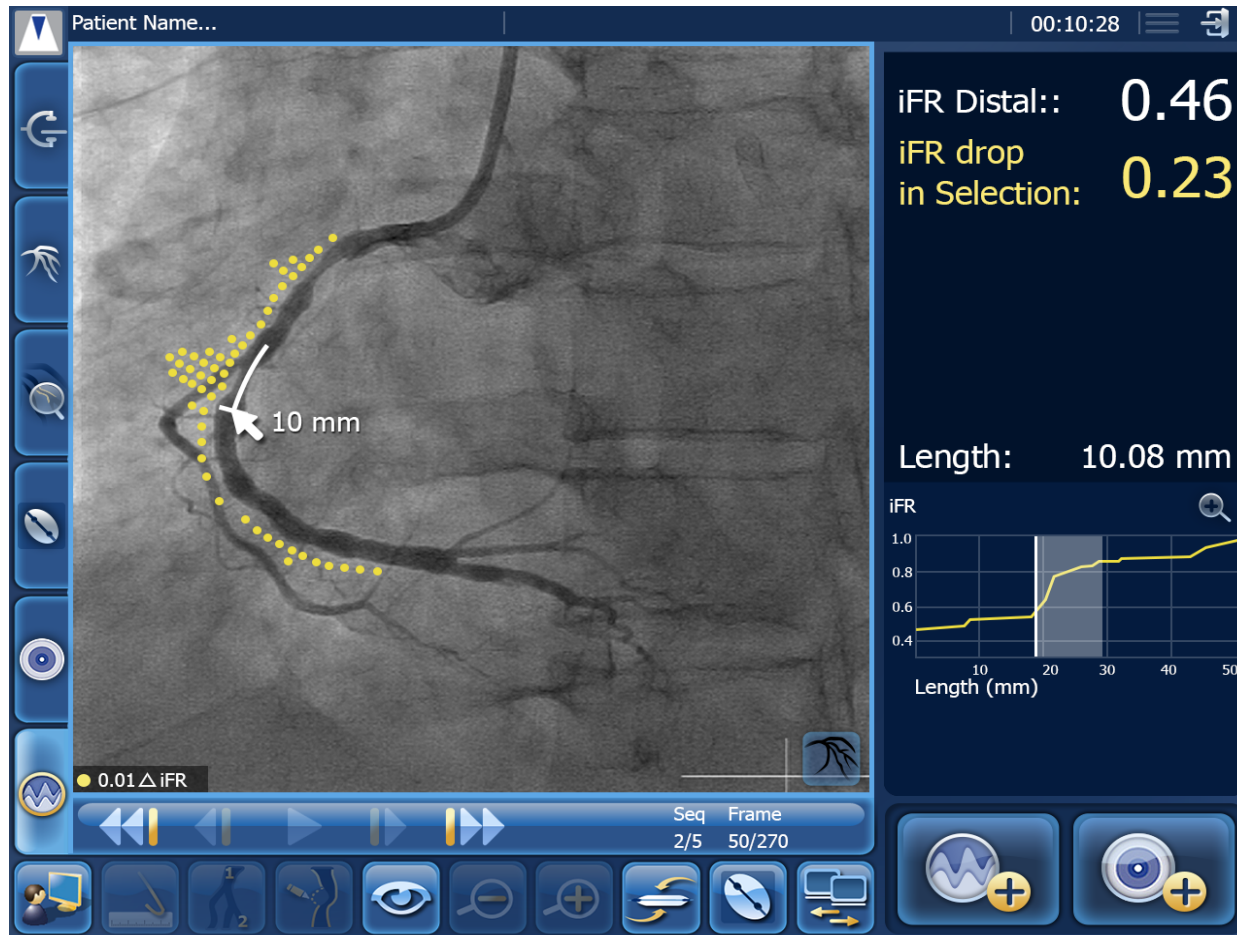 Patient Name...
00:10:28
iFR Distal:: 0.46
iFR drop
in Selection: 0.23
10 mm
Length: 10.08 mm
iFR
1.0
0.8
0.6
0.4
10 20 30 40 50
Length (mm)
0.01 △ iFR
Seq Frame
2/5 50/270
1
2